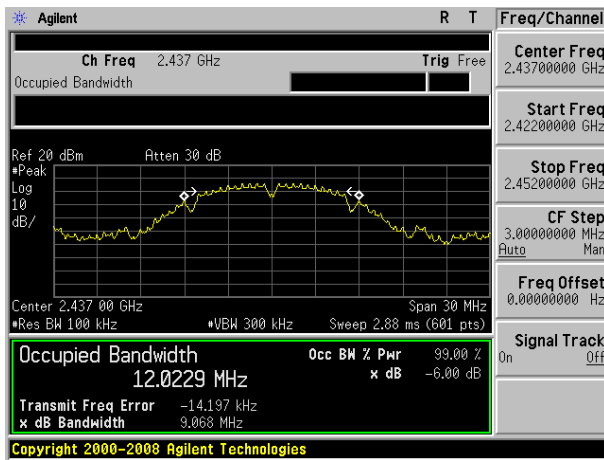 Agilent R T Freq/Channel
Ch Freq 2.437 GHz Trig Free
Occupied Bandwidth
Center Freq
2.43700000 GHz
Start Freq
2.42200000 GHz
Stop Freq
2.45200000 GHz
CF Step
3.00000000 MHz
Auto Man
Freq Offset
0.00000000 Hz
Signal Track
On Off
Ref 20 dBm Atten 30 dB
#Peak
Log
10
dB/
Center 2.437 00 GHz Span 30 MHz
#Res BW 100 kHz #VBW 300 kHz Sweep 2.88 ms (601 pts)
Occupied Bandwidth Occ BW % Pwr 99.00 %
12.0229 MHz x dB -6.00 dB
Transmit Freq Error -14.197 kHz
x dB Bandwidth 9.068 MHz
Copyright 2000-2008 Agilent Technologies